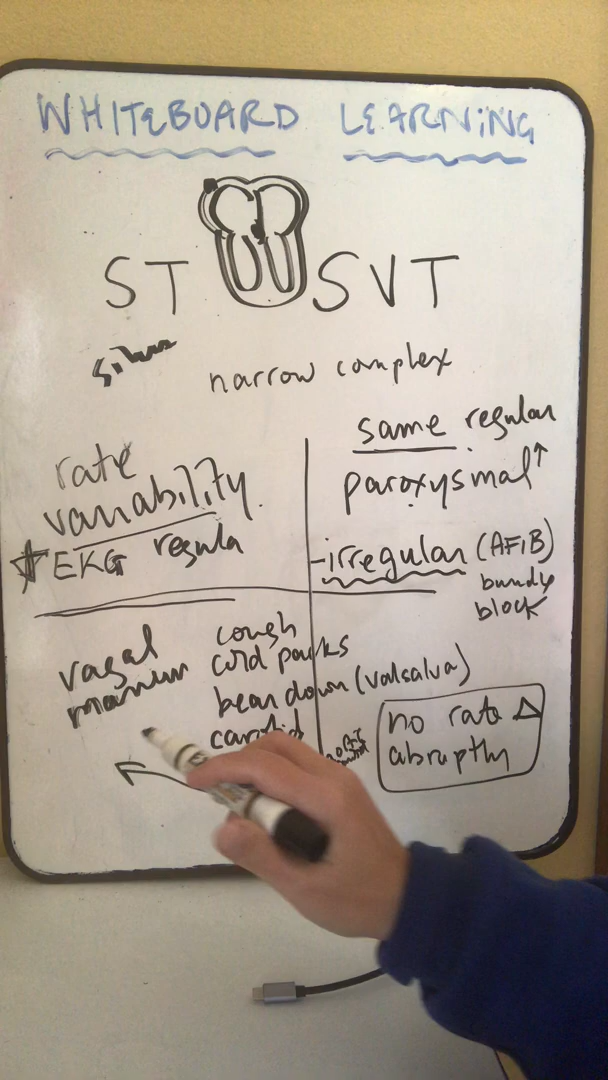 WHITEBOARD LEARNING
ST SVT
narrow complex
same regular
paroxysmal↑
rate
variability
EKG regula
-irregular (AFiB)
bundle
block
vagal
cough
cold packs
bear down (valsalva)
carotid
no rate Δ
abruptly